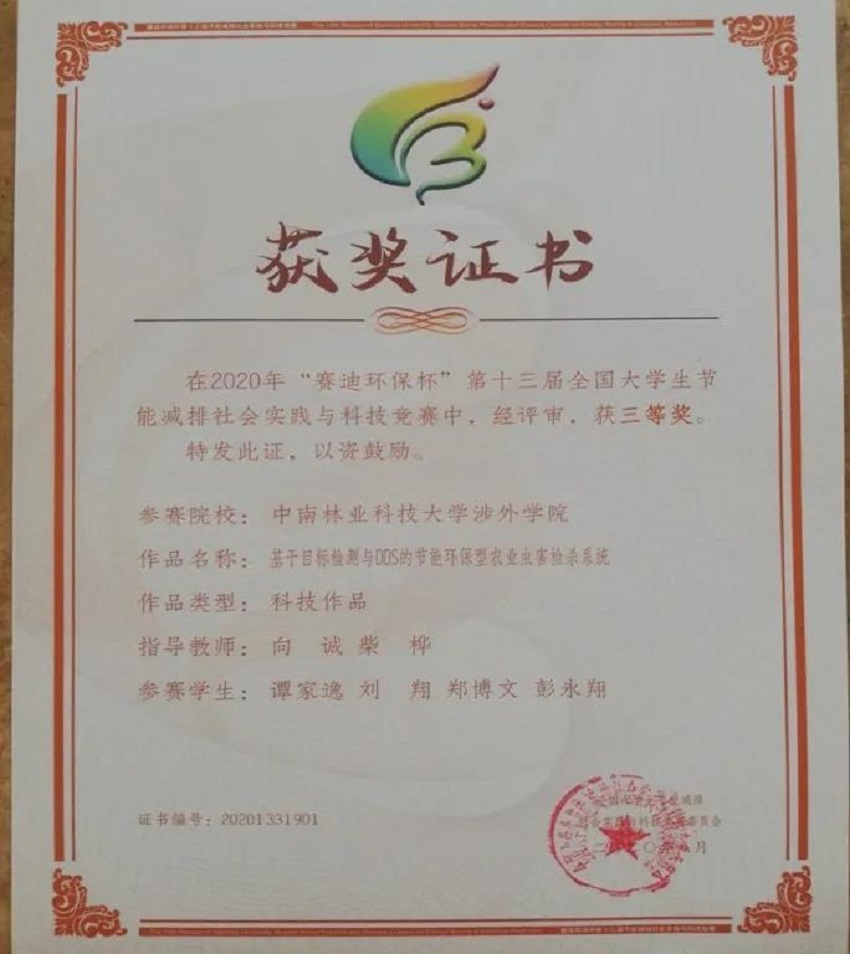 获奖证书
在2020年“赛迪环保杯”第十三届全国大学生节
能减排社会实践与科技竞赛中，经评审，获三等奖。
特发此证，以资鼓励。
参赛院校：中南林业科技大学涉外学院
作品名称：基于目标检测与DDS的节能环保型农业虫害检杀系统
作品类型：科技作品
指导教师：向 诚 柴 桦
参赛学生：谭家逸 刘 翔 郑博文 彭永翔
证书编号：20201331901